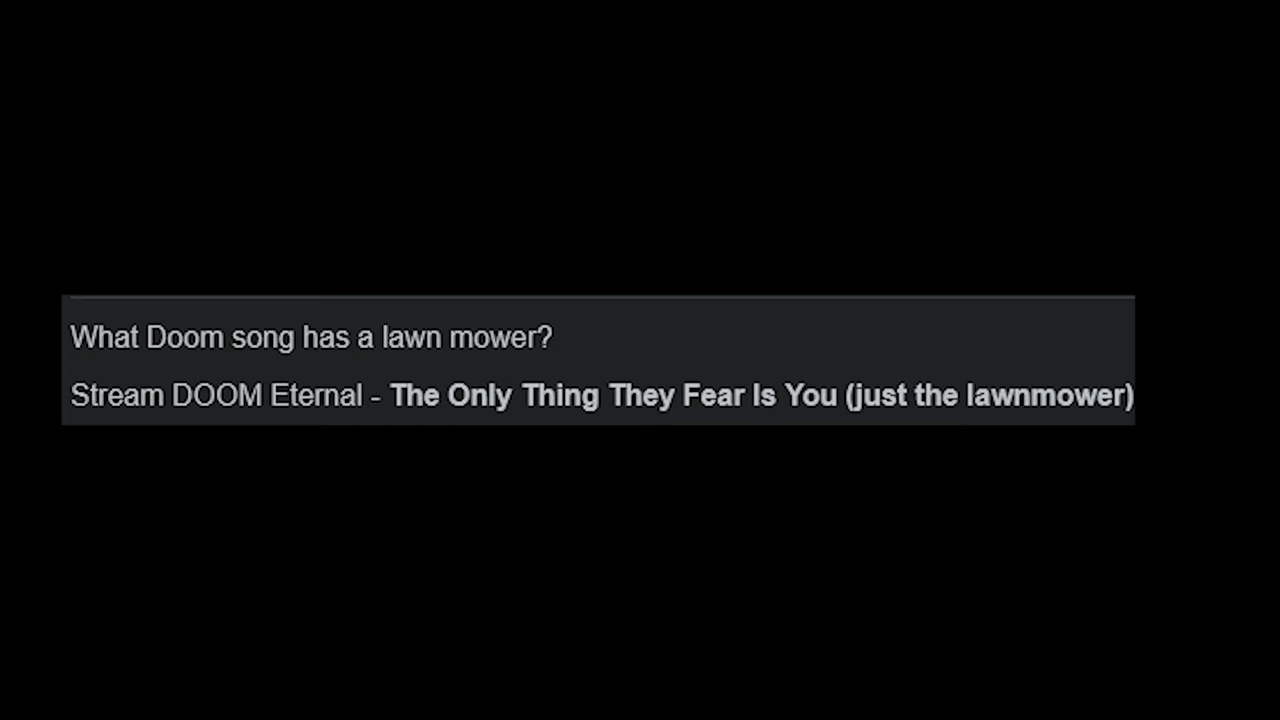 What Doom song has a lawn mower?
Stream DOOM Eternal - The Only Thing They Fear Is You (just the lawnmower)